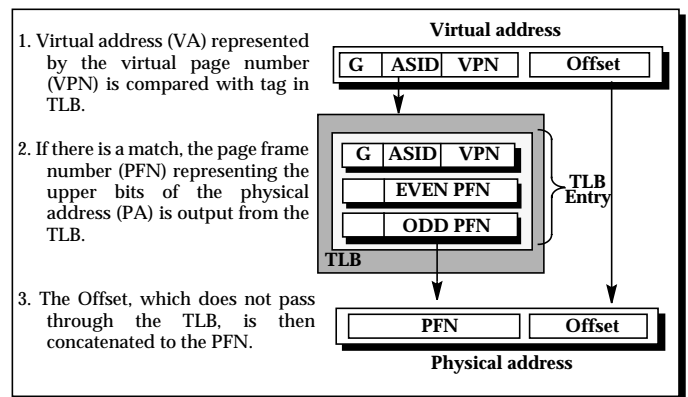 1. Virtual address (VA) represented
by the virtual page number
(VPN) is compared with tag in
TLB.
2. If there is a match, the page frame
number (PFN) representing the
upper bits of the physical
address (PA) is output from the
TLB.
3. The Offset, which does not pass
through the TLB, is then
concatenated to the PFN.
Virtual address
G ASID VPN Offset
G ASID VPN
EVEN PFN
ODD PFN
TLB
Entry
TLB
PFN Offset
Physical address